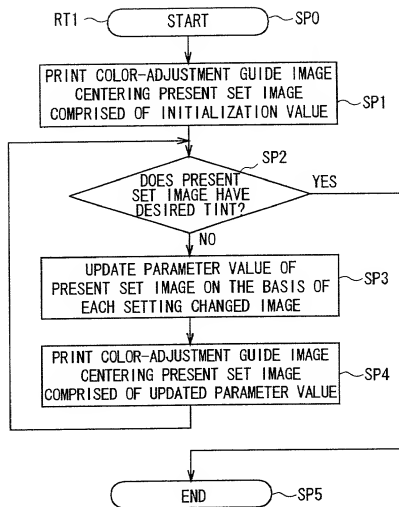 RT1 START SP0
PRINT COLOR-ADJUSTMENT GUIDE IMAGE
CENTERING PRESENT SET IMAGE
COMPRISED OF INITIALIZATION VALUE
SP1
SP2
DOES PRESENT
SET IMAGE HAVE
DESIRED TINT?
YES
NO
UPDATE PARAMETER VALUE OF
PRESENT SET IMAGE ON THE BASIS OF
EACH SETTING CHANGED IMAGE
SP3
PRINT COLOR-ADJUSTMENT GUIDE IMAGE
CENTERING PRESENT SET IMAGE
COMPRISED OF UPDATED PARAMETER VALUE
SP4
END SP5